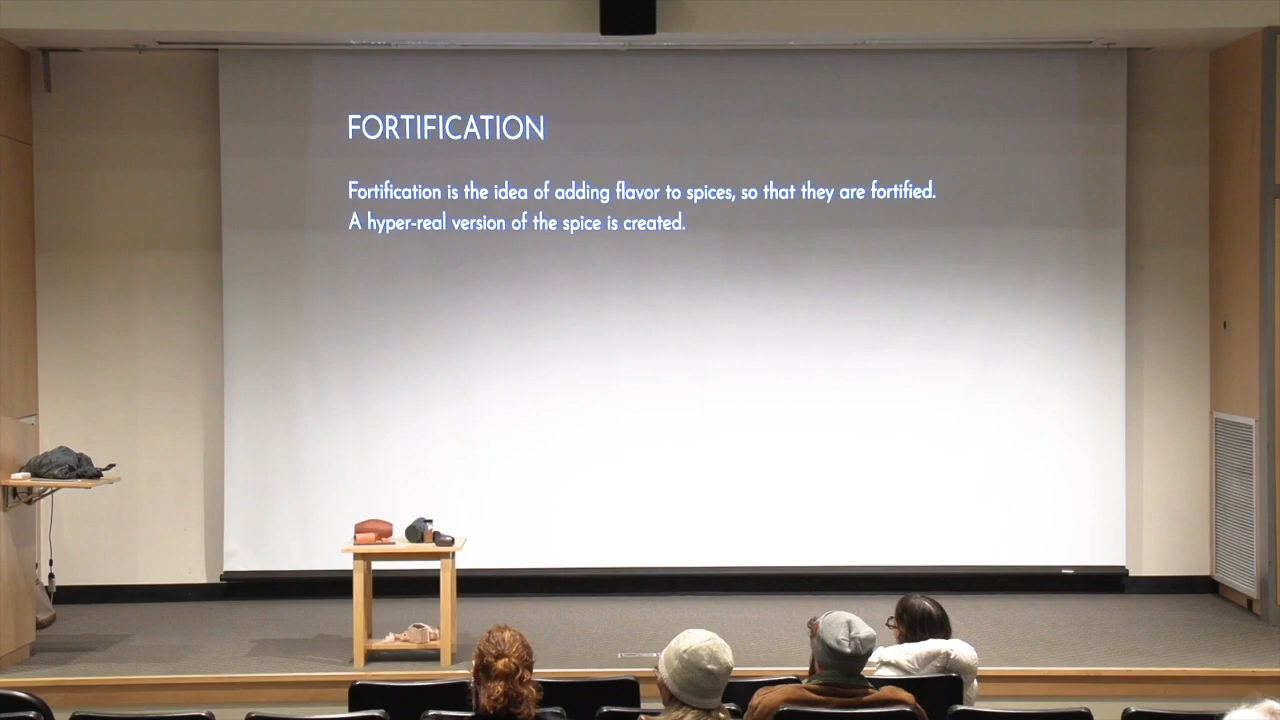 FORTIFICATION
Fortification is the idea of adding flavor to spices, so that they are fortified.
A hyper-real version of the spice is created.